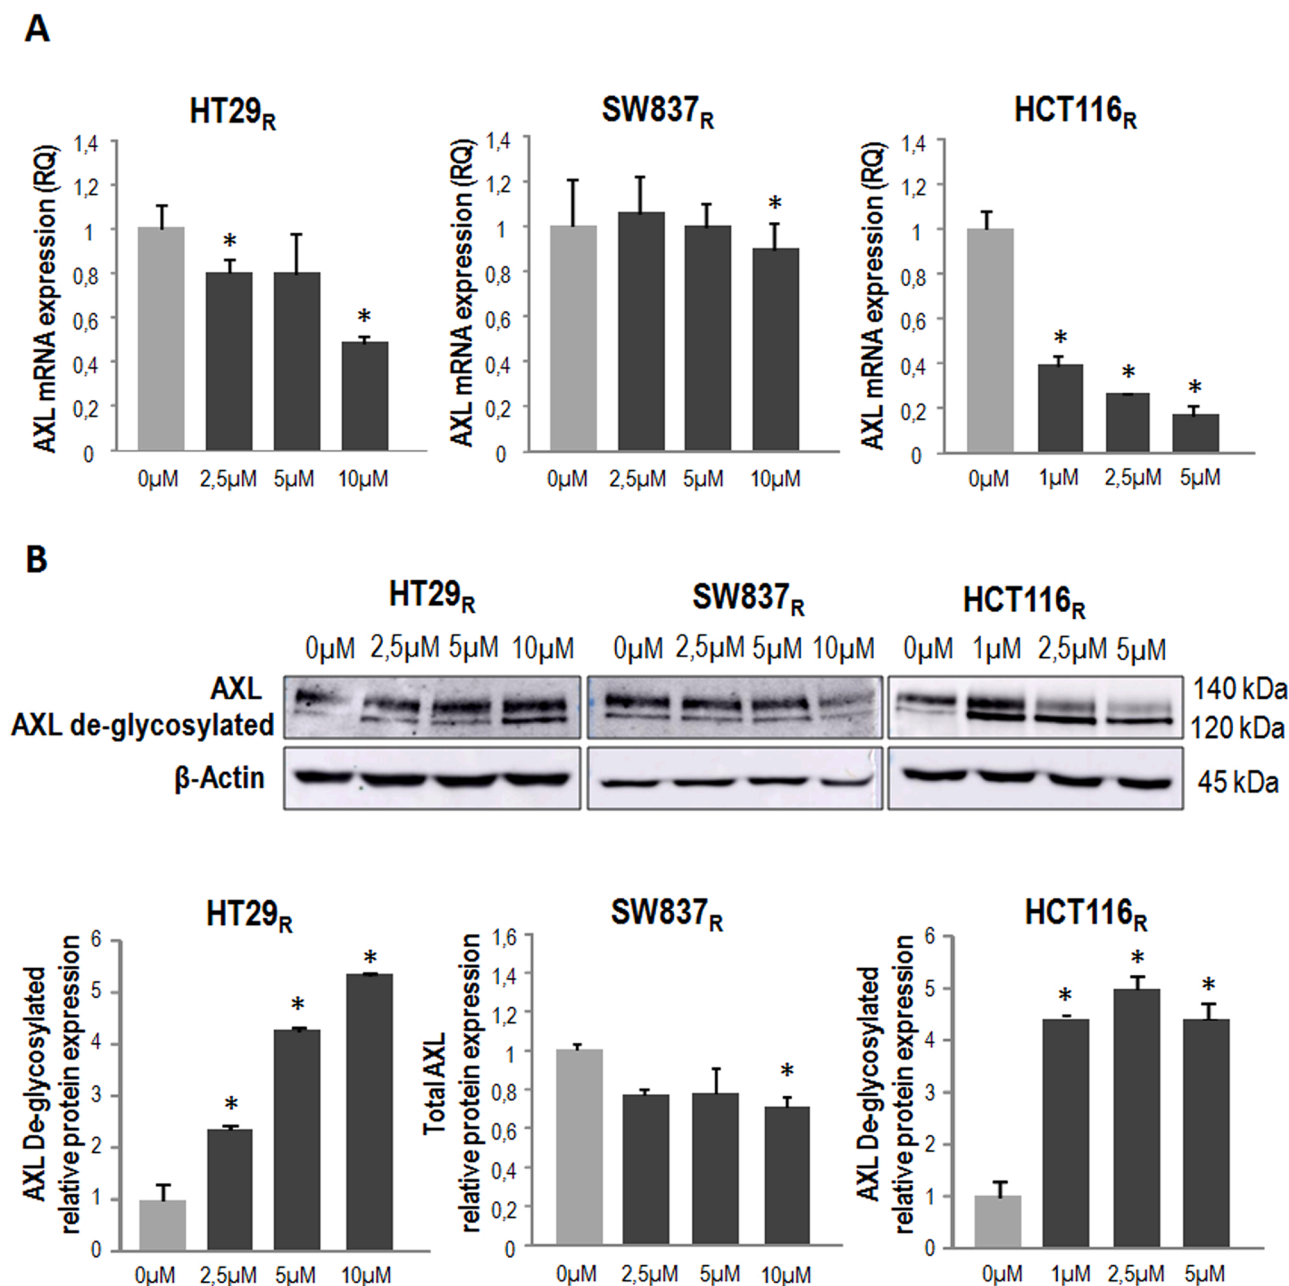 A
HT29R
SW837R
HCT116R
AXL mRNA expression (RQ)
1,4
1,2
1
0,8
0,6
0,4
0,2
0
0µM 2,5µM 5µM 10µM
* *
AXL mRNA expression (RQ)
1,4
1,2
1
0,8
0,6
0,4
0,2
0
0µM 2,5µM 5µM 10µM
*
AXL mRNA expression (RQ)
1,4
1,2
1
0,8
0,6
0,4
0,2
0
0µM 1µM 2,5µM 5µM
* * *
B
HT29R
SW837R
HCT116R
0µM 2,5µM 5µM 10µM
0µM 2,5µM 5µM 10µM
0µM 1µM 2,5µM 5µM
AXL
AXL de-glycosylated
140 kDa
120 kDa
β-Actin
45 kDa
HT29R
AXL De-glycosylated
relative protein expression
6
5
4
3
2
1
0
0µM 2,5µM 5µM 10µM
* * *
SW837R
Total AXL
relative protein expression
1,6
1,4
1,2
1
0,8
0,6
0,4
0,2
0
0µM 2,5µM 5µM 10µM
*
HCT116R
AXL De-glycosylated
relative protein expression
6
5
4
3
2
1
0
0µM 1µM 2,5µM 5µM
* * *